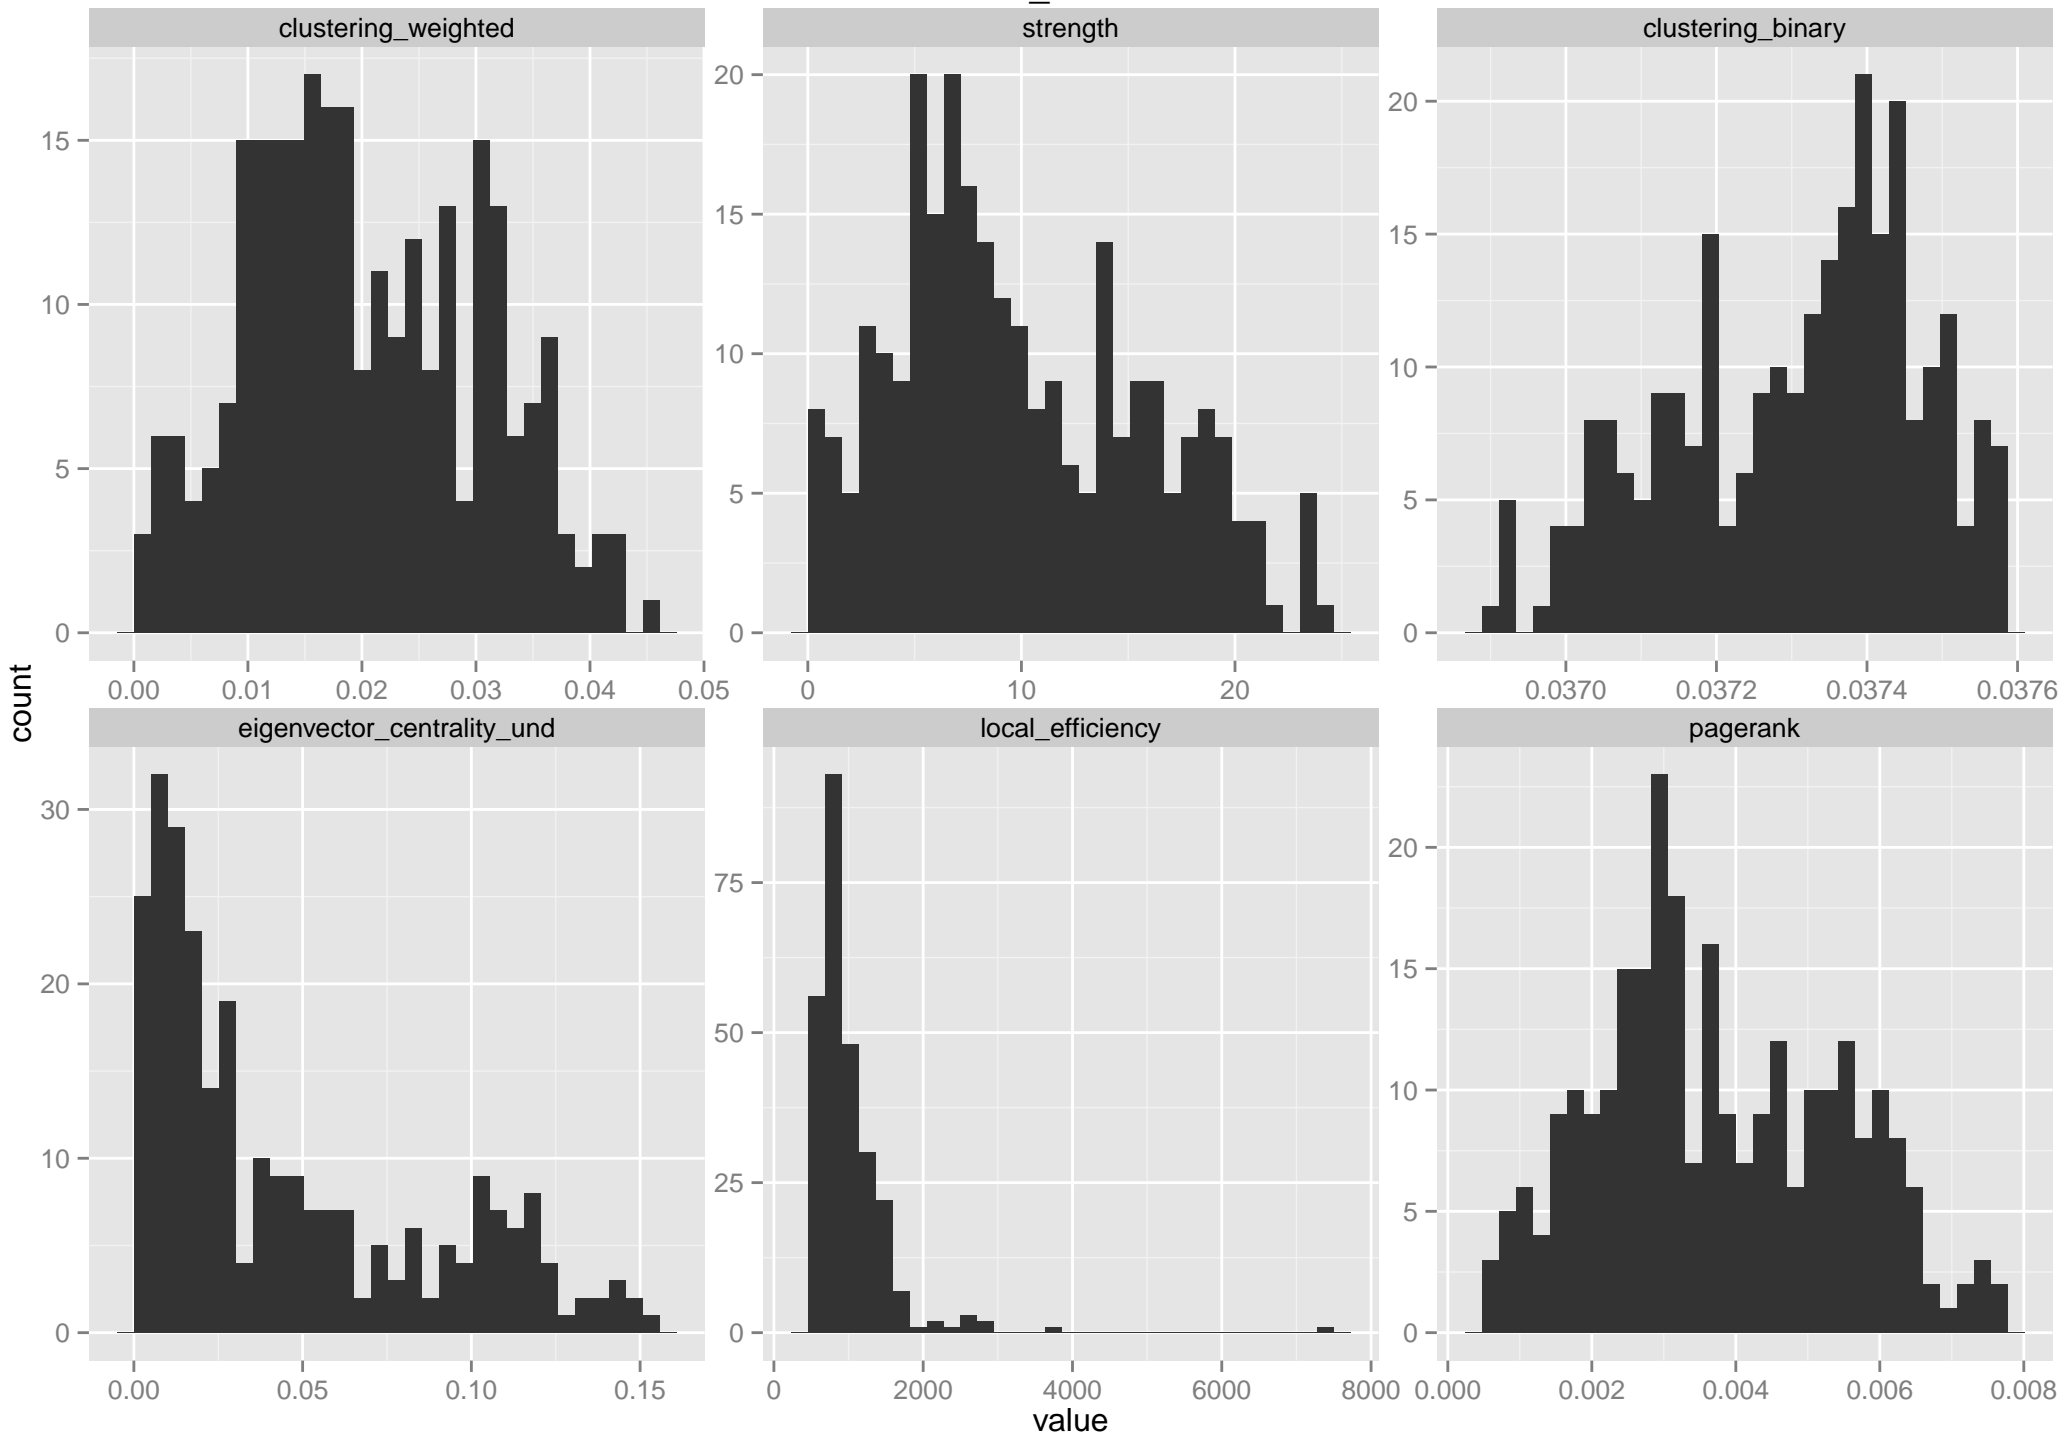 clustering_weighted
strength
clustering_binary
15
10
5
0
20
15
10
5
0
20
15
10
5
0
0.00 0.01 0.02 0.03 0.04 0.05
0 10 20
0.0370 0.0372 0.0374 0.0376
count
eigenvector_centrality_und
local_efficiency
pagerank
30
20
10
0
75
50
25
0
20
15
10
5
0
0.00 0.05 0.10 0.15
0 2000 4000 6000 8000
0.000 0.002 0.004 0.006 0.008
value